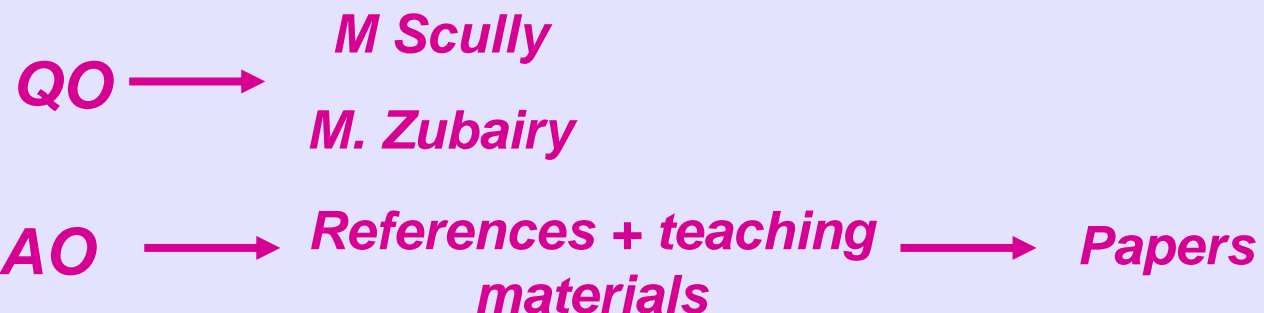 M Scully
QO
M. Zubairy
AO
References + teaching
materials
Papers